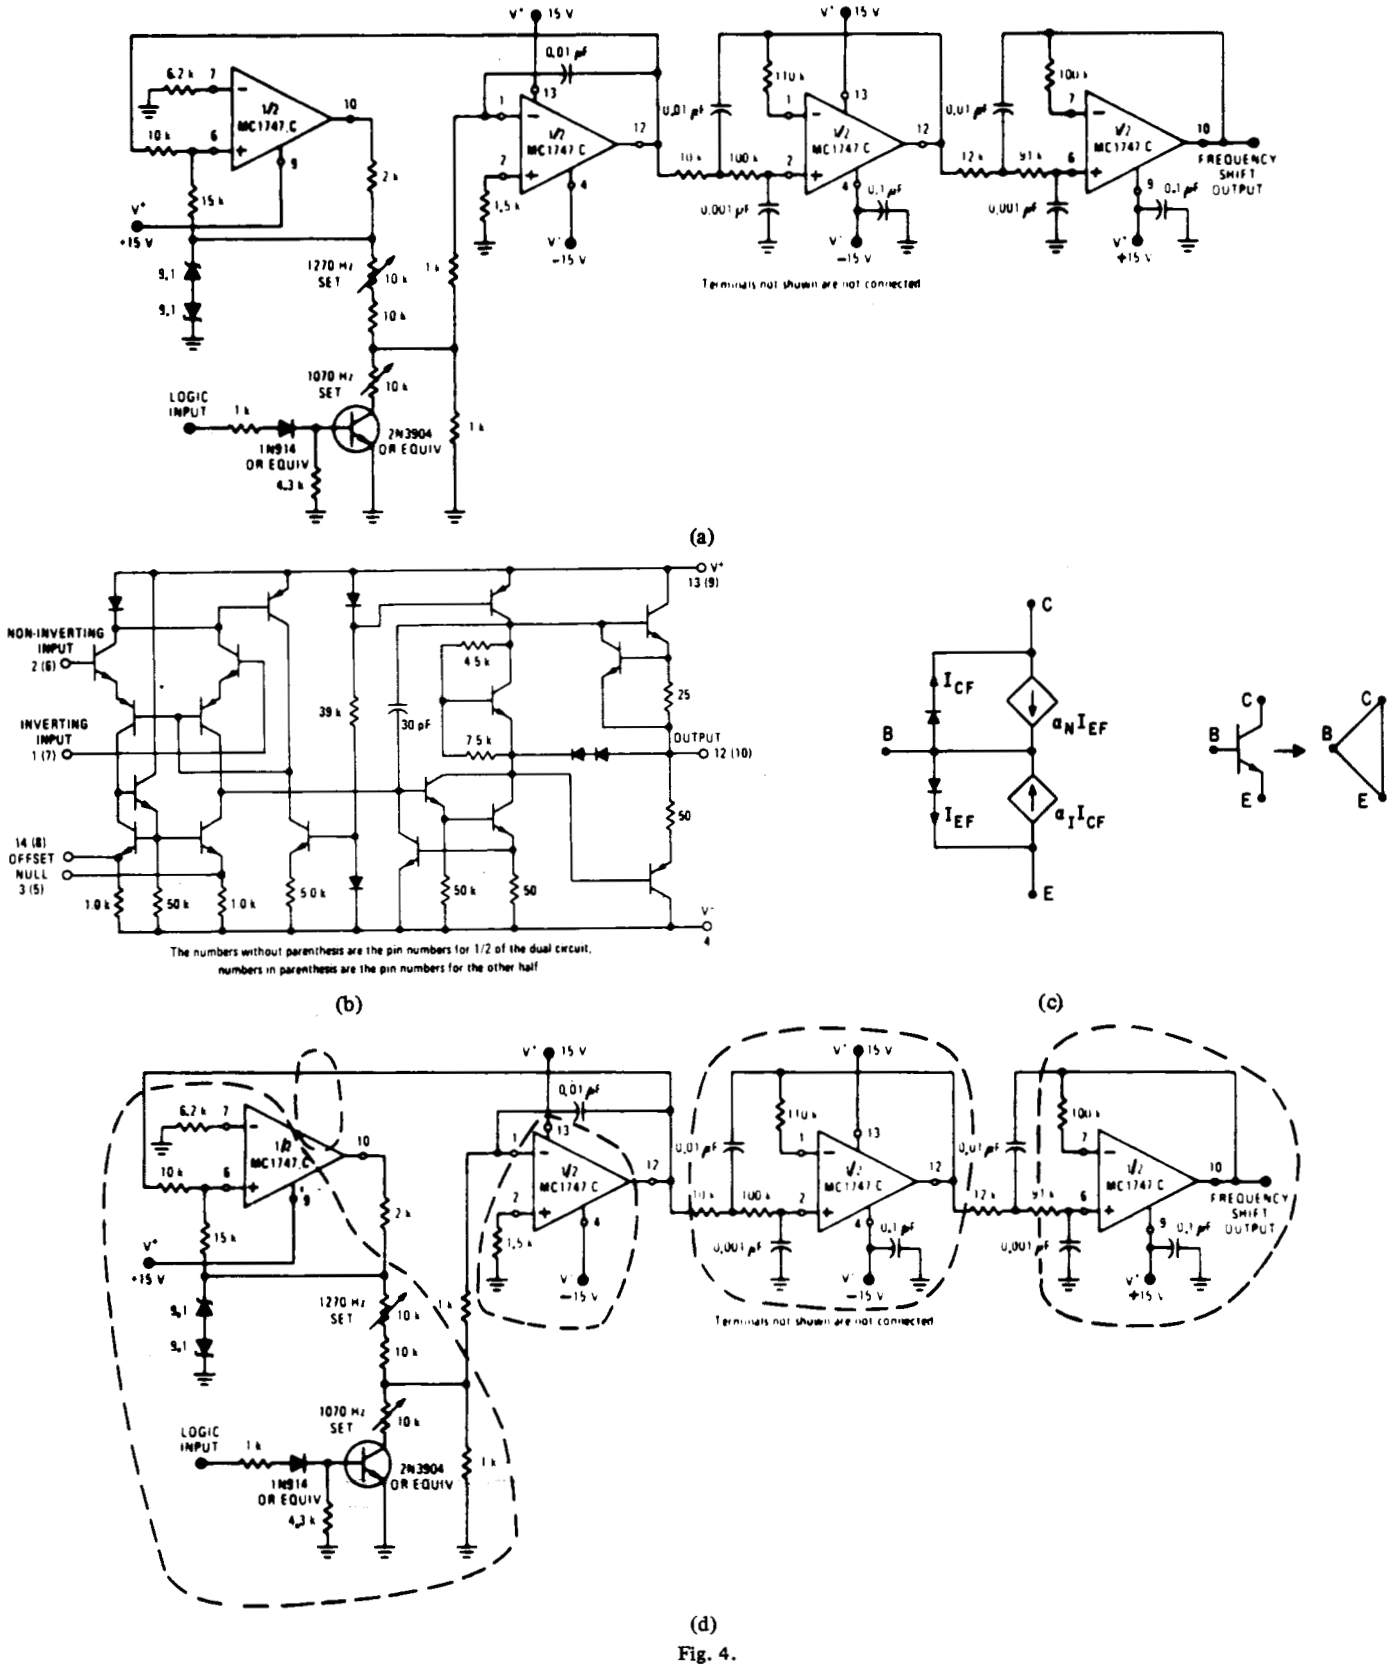 V⁺ 15 V
V⁺ 15 V
0.01 μF
6.2 k 7
13
110 k
13
100 k
1/2
MC1747 C
10
1
1/2
MC1747 C
12
0.01 μF
1
1/2
MC1747 C
12
0.01 μF
7
1/2
MC1747 C
10
FREQUENCY
SHIFT
OUTPUT
10 k 6
9
2 k
2
4
1.5 k
10 k 100 k 2
4
0.1 μF
0.001 μF
12 k 91 k 6
9
0.1 μF
0.001 μF
15 k
V⁺
+15 V
V⁻
−15 V
V⁻
−15 V
V⁺
+15 V
9.1
9.1
1270 Hz
SET
10 k
10 k
1 k
Terminals not shown are not connected
1070 Hz
SET
10 k
LOGIC
INPUT
1 k
1N914
OR EQUIV
4.3 k
2N3904
OR EQUIV
1 k
(a)
V⁺
13 (9)
NON-INVERTING
INPUT
2 (6)
4.5 k
25
39 k
30 pF
INVERTING
INPUT
1 (7)
7.5 k
OUTPUT
12 (10)
50
14 (8)
OFFSET
NULL
3 (5)
1.0 k
50 k
1.0 k
5.0 k
50 k
50
V⁻
4
The numbers without parenthesis are the pin numbers for 1/2 of the dual circuit,
numbers in parenthesis are the pin numbers for the other half
(b)
C
I_CF
α_N I_EF
B
I_EF
α_I I_CF
E
C
B
E
C
B
E
(c)
V⁺ 15 V
V⁺ 15 V
0.01 μF
6.2 k 7
13
110 k
13
100 k
1/2
MC1747 C
10
1
1/2
MC1747 C
12
0.01 μF
1
1/2
MC1747 C
12
0.01 μF
7
1/2
MC1747 C
10
FREQUENCY
SHIFT
OUTPUT
10 k 6
9
2 k
2
4
1.5 k
10 k 100 k 2
4
0.1 μF
0.001 μF
12 k 91 k 6
9
0.1 μF
0.001 μF
15 k
V⁺
+15 V
V⁻
−15 V
V⁻
−15 V
V⁺
+15 V
9.1
9.1
1270 Hz
SET
10 k
10 k
1 k
Terminals not shown are not connected
1070 Hz
SET
10 k
LOGIC
INPUT
1 k
1N914
OR EQUIV
4.3 k
2N3904
OR EQUIV
1 k
(d)
Fig. 4.